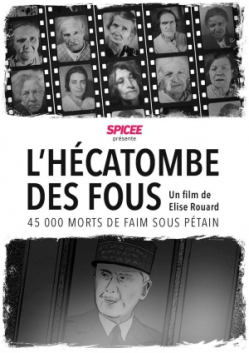 SPICEE
présente
L'HÉCATOMBE
DES FOUS
Un film de
Elise Rouard
45 000 MORTS DE FAIM SOUS PÉTAIN